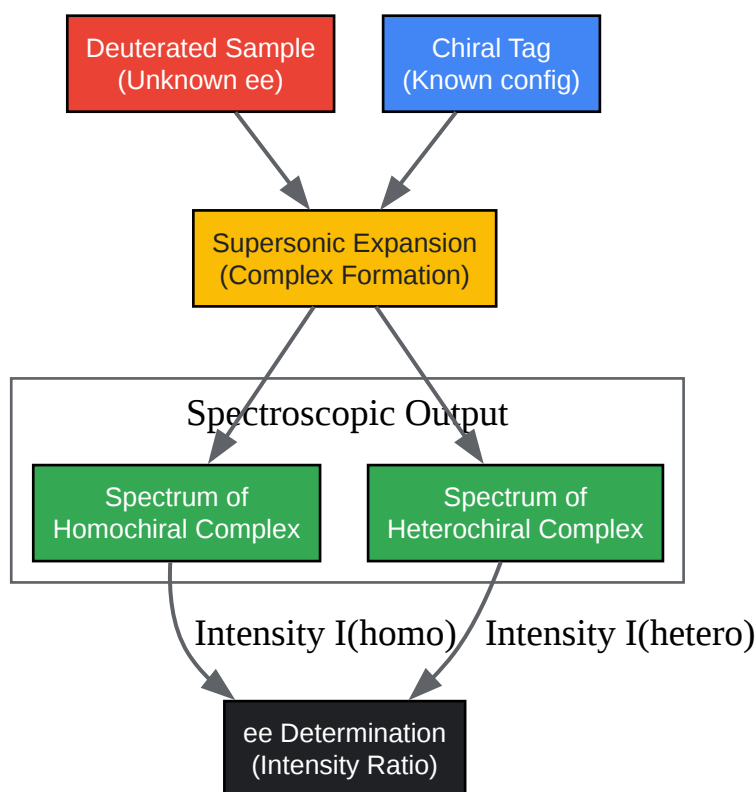 Deuterated Sample
(Unknown ee)
Chiral Tag
(Known config)
Supersonic Expansion
(Complex Formation)
Spectroscopic Output
Spectrum of
Homochiral Complex
Spectrum of
Heterochiral Complex
Intensity I(homo)
Intensity I(hetero)
ee Determination
(Intensity Ratio)